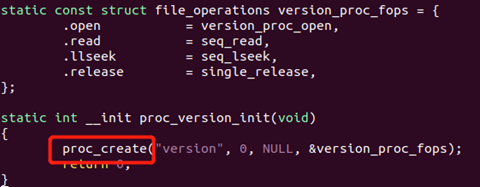 static const struct file_operations version_proc_fops = {
.open = version_proc_open,
.read = seq_read,
.llseek = seq_lseek,
.release = single_release,
};
static int __init proc_version_init(void)
{
proc_create("version", 0, NULL, &version_proc_fops);
return 0;
}